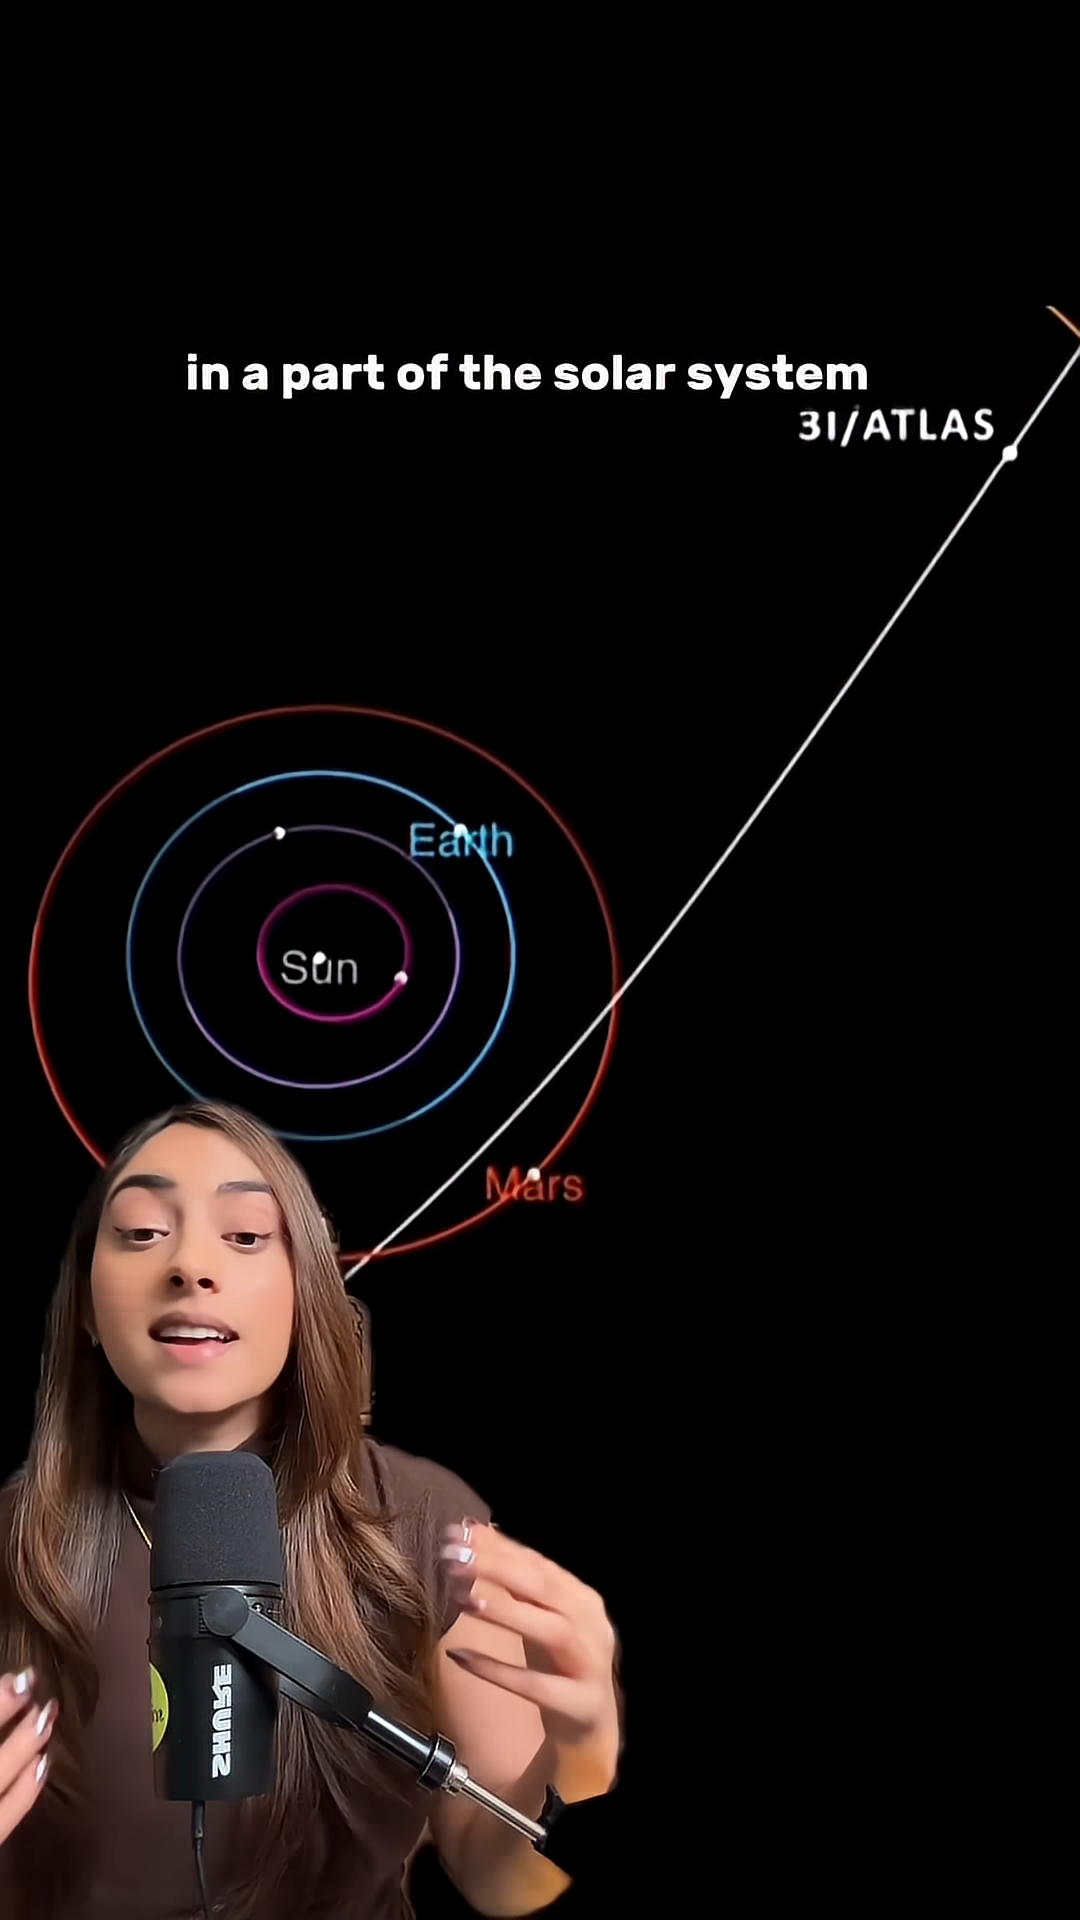 in a part of the solar system
3I/ATLAS
Earth
Sun
Mars
SHURE